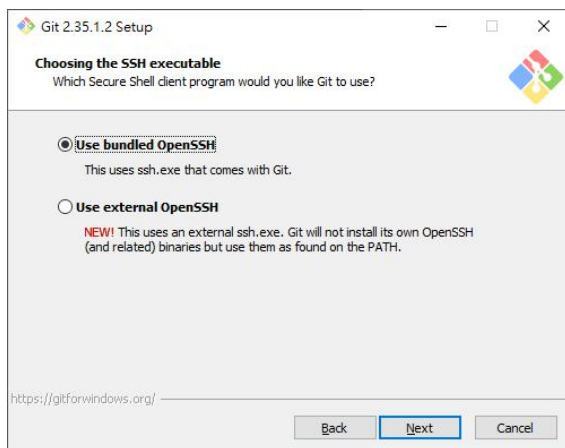 Git 2.35.1.2 Setup
Choosing the SSH executable
Which Secure Shell client program would you like Git to use?
Use bundled OpenSSH
This uses ssh.exe that comes with Git.
Use external OpenSSH
NEW! This uses an external ssh.exe. Git will not install its own OpenSSH
(and related) binaries but use them as found on the PATH.
https://gitforwindows.org/
Back Next Cancel